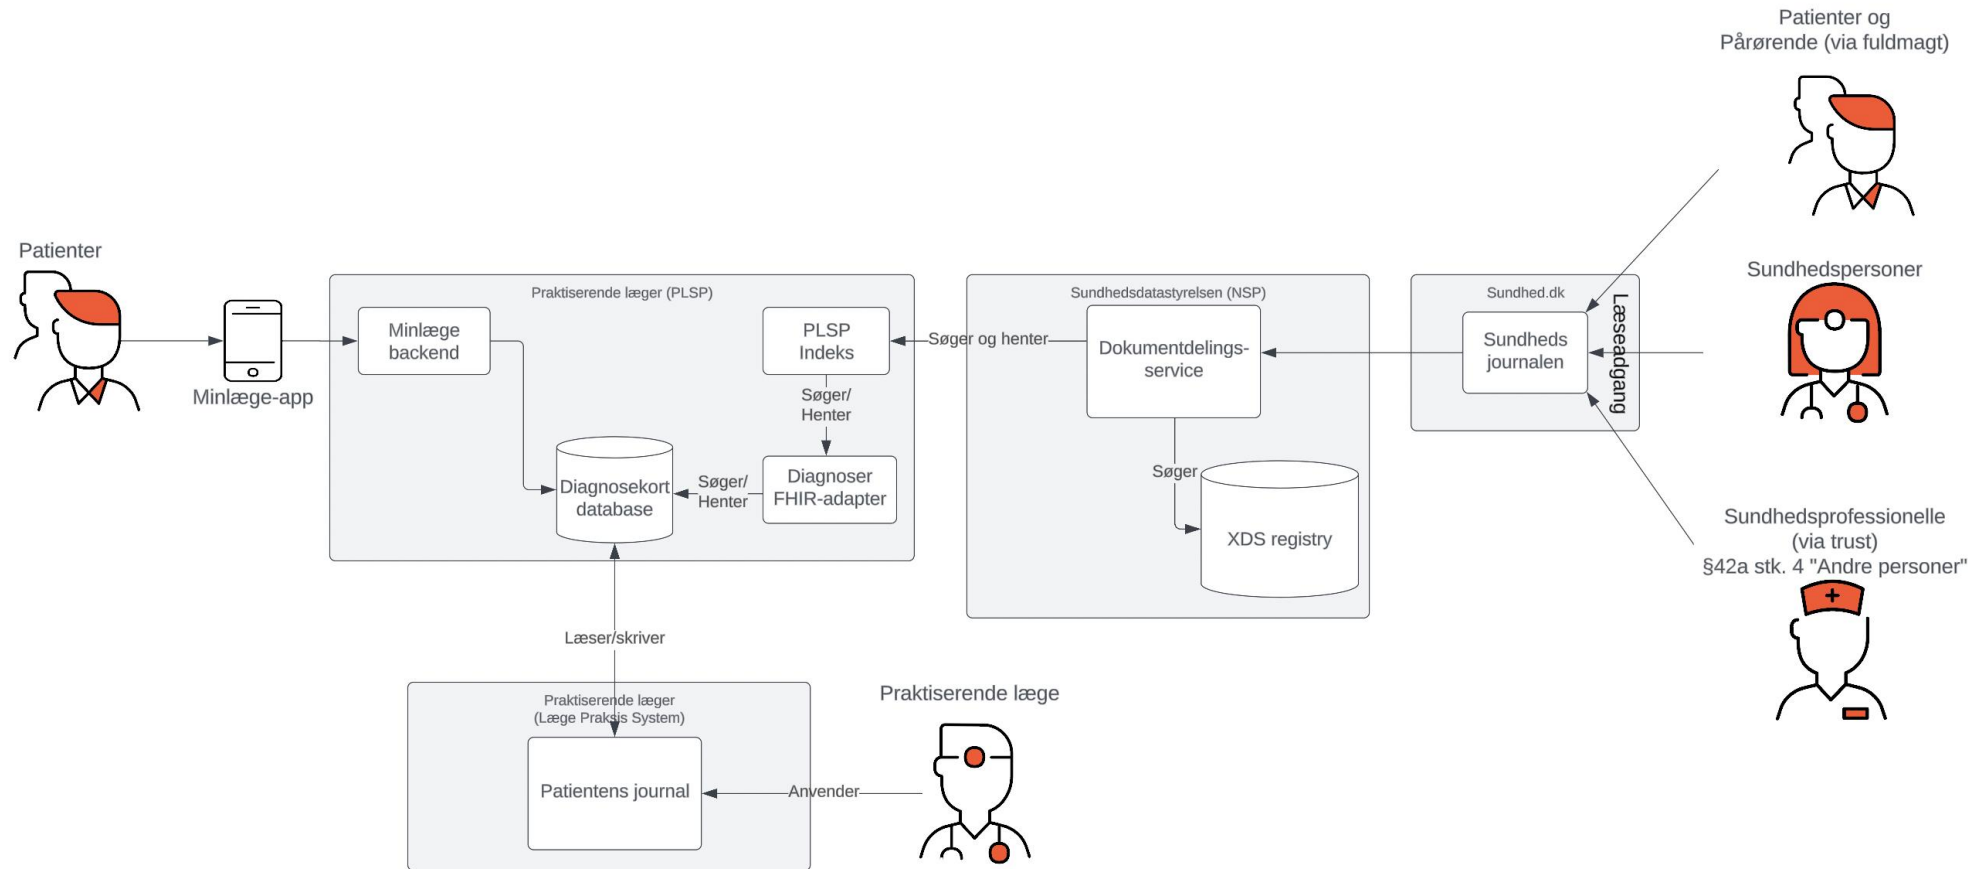 Patienter og
Pårørende (via fuldmagt)
Patienter
Minlæge-app
Praktiserende læger (PLSP)
Minlæge
backend
PLSP
Indeks
Søger/
Henter
Diagnosekort
database
Søger/
Henter
Diagnoser
FHIR-adapter
Søger og henter
Sundhedsdatastyrelsen (NSP)
Dokumentdelings-
service
Søger
XDS registry
Sundhed.dk
Sundheds
journalen
Læseadgang
Sundhedspersoner
Sundhedsprofessionelle
(via trust)
§42a stk. 4 "Andre personer"
Læser/skriver
Praktiserende læger
(Læge Praksis System)
Patientens journal
Anvender
Praktiserende læge